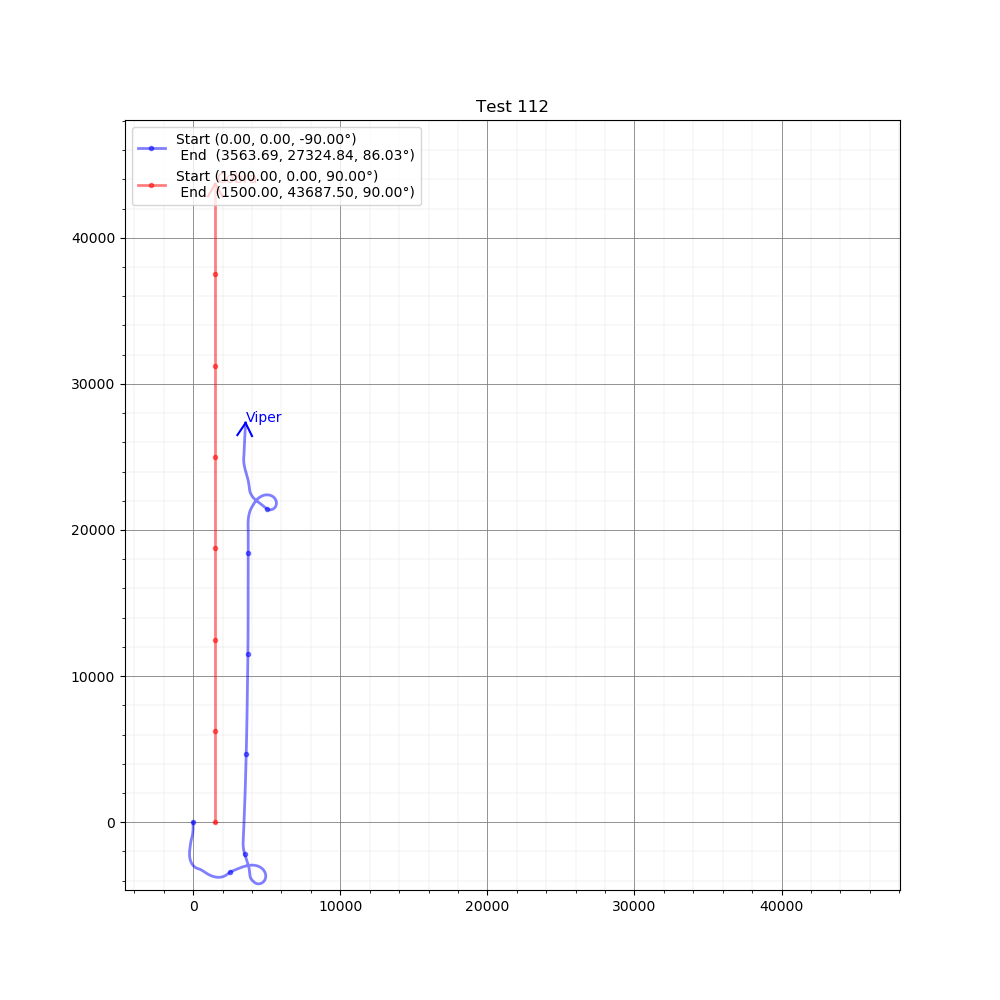 Test 112
Start (0.00, 0.00, -90.00°)
End (3563.69, 27324.84, 86.03°)
Start (1500.00, 0.00, 90.00°)
End (1500.00, 43687.50, 90.00°)
40000
30000
Viper
20000
10000
0
0 10000 20000 30000 40000